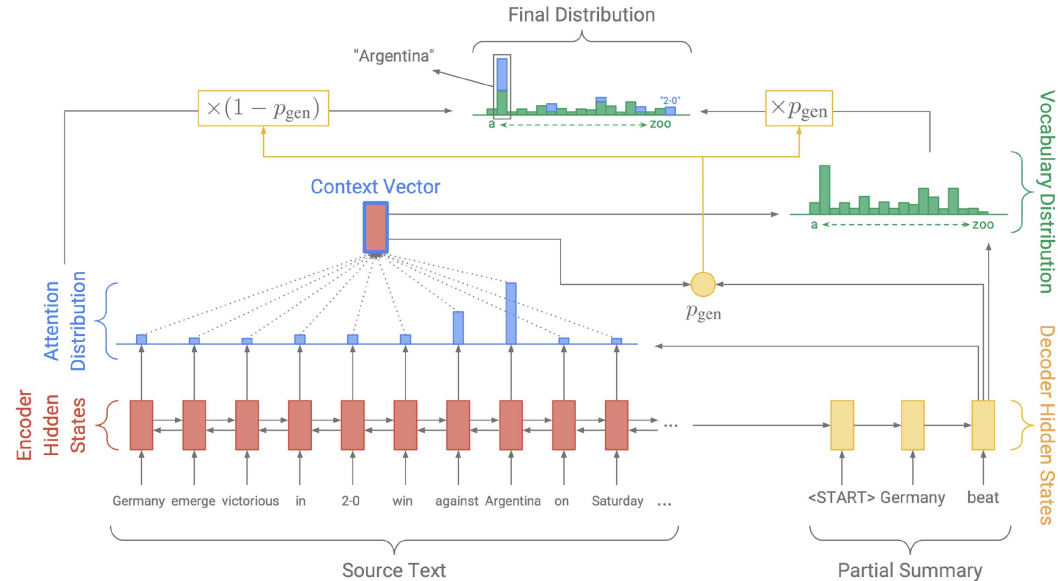 Final Distribution
"Argentina"
×(1 − p_gen)
"2-0"
a
zoo
×p_gen
Context Vector
a
zoo
Vocabulary Distribution
Attention
Distribution
p_gen
Encoder
Hidden
States
...
Decoder Hidden States
Germany emerge victorious in 2-0 win against Argentina on Saturday ...
<START> Germany beat
Source Text
Partial Summary